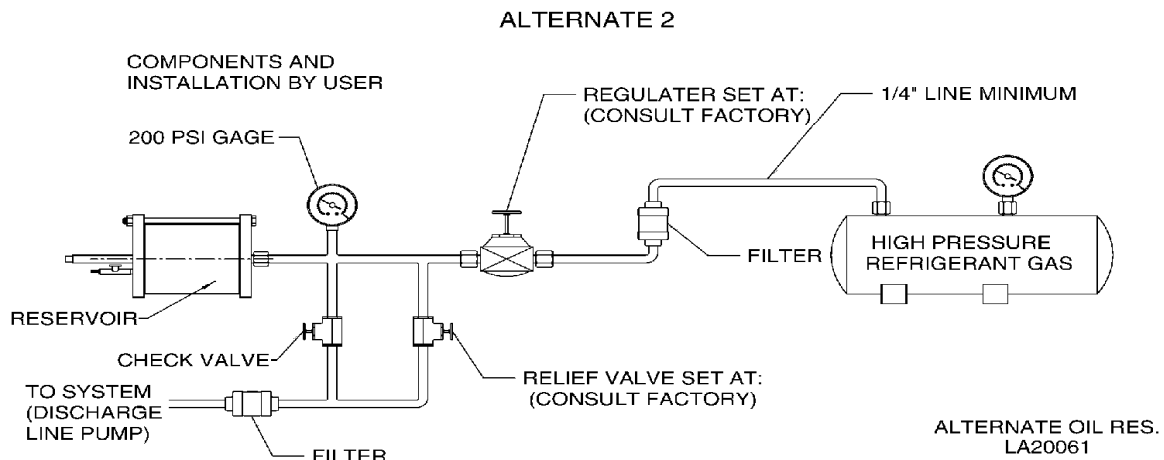 ALTERNATE 2
COMPONENTS AND
INSTALLATION BY USER
200 PSI GAGE
REGULATER SET AT:
(CONSULT FACTORY)
1/4" LINE MINIMUM
FILTER
HIGH PRESSURE
REFRIGERANT GAS
RESERVOIR
CHECK VALVE
TO SYSTEM
(DISCHARGE
LINE PUMP)
FILTER
RELIEF VALVE SET AT:
(CONSULT FACTORY)
ALTERNATE OIL RES.
LA20061